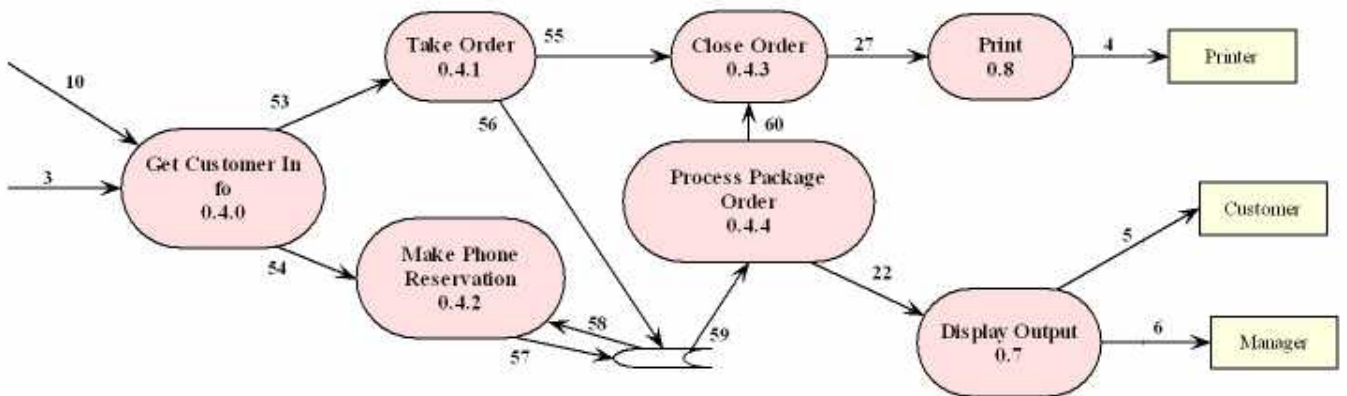 10
3
Get Customer In
fo
0.4.0
53
54
Take Order
0.4.1
55
56
Make Phone
Reservation
0.4.2
57
58
59
Close Order
0.4.3
27
60
Process Package
Order
0.4.4
22
Print
0.8
4
Printer
Display Output
0.7
5
Customer
6
Manager